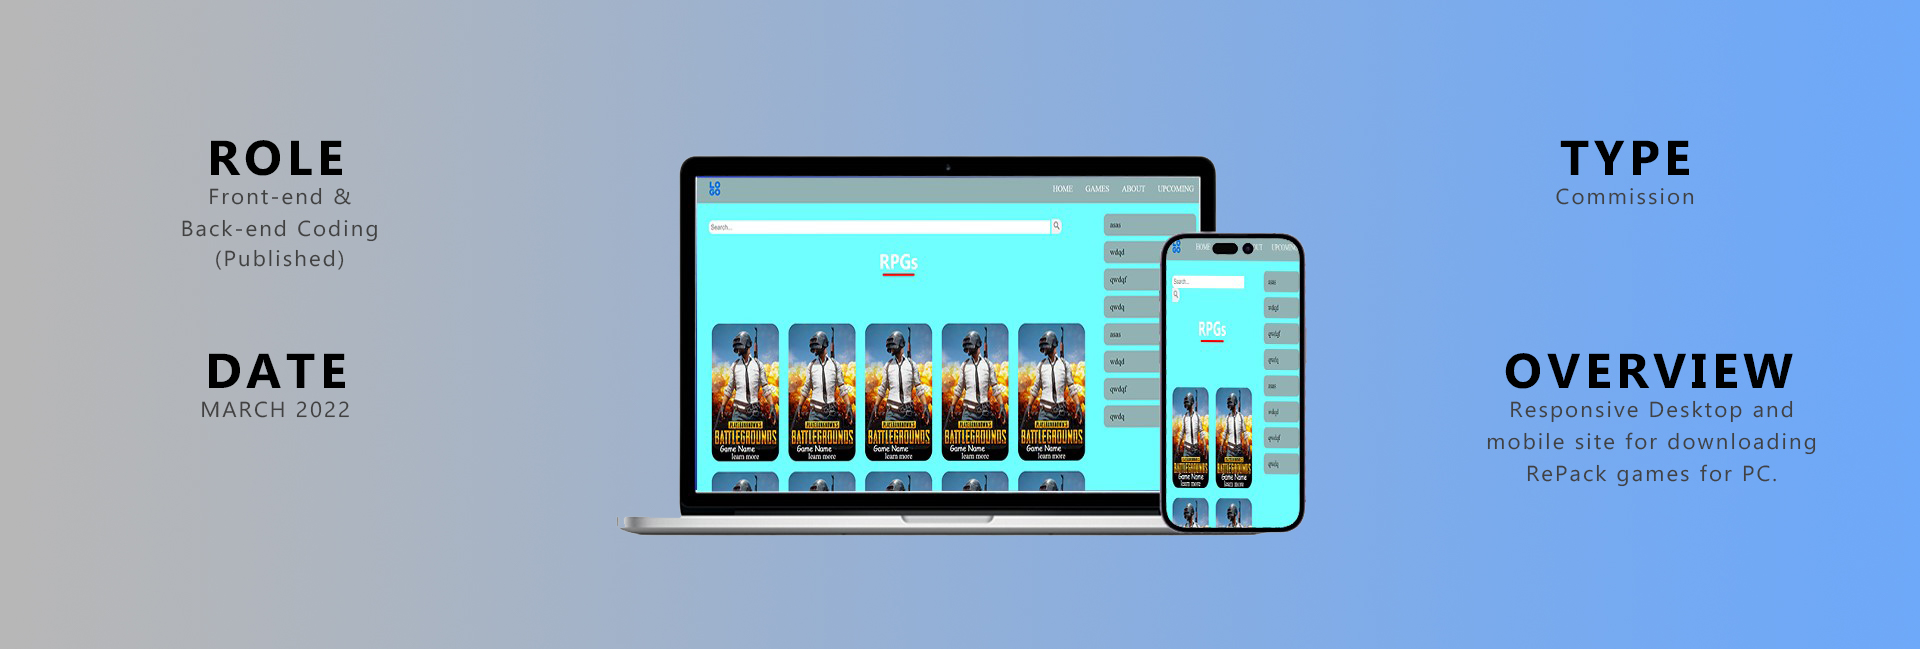 ROLE
Front-end &
Back-end Coding
(Published)
DATE
MARCH 2022
LO
GO
HOME GAMES ABOUT UPCOMING
Search...
RPGs
asas
wdqd
qwdqf
qwdq
asas
wdqd
qwdqf
qwdq
PLAYERUNKNOWN'S
BATTLEGROUNDS
Game Name
learn more
PLAYERUNKNOWN'S
BATTLEGROUNDS
Game Name
learn more
PLAYERUNKNOWN'S
BATTLEGROUNDS
Game Name
learn more
PLAYERUNKNOWN'S
BATTLEGROUNDS
Game Name
learn more
PLAYERUNKNOWN'S
BATTLEGROUNDS
Game Name
learn more
HOME UPCOMING
Search...
RPGs
asas
wdqd
qwdqf
qwdq
asas
wdqd
qwdqf
qwdq
BATTLEGROUNDS
Game Name
learn more
BATTLEGROUNDS
Game Name
learn more
TYPE
Commission
OVERVIEW
Responsive Desktop and
mobile site for downloading
RePack games for PC.